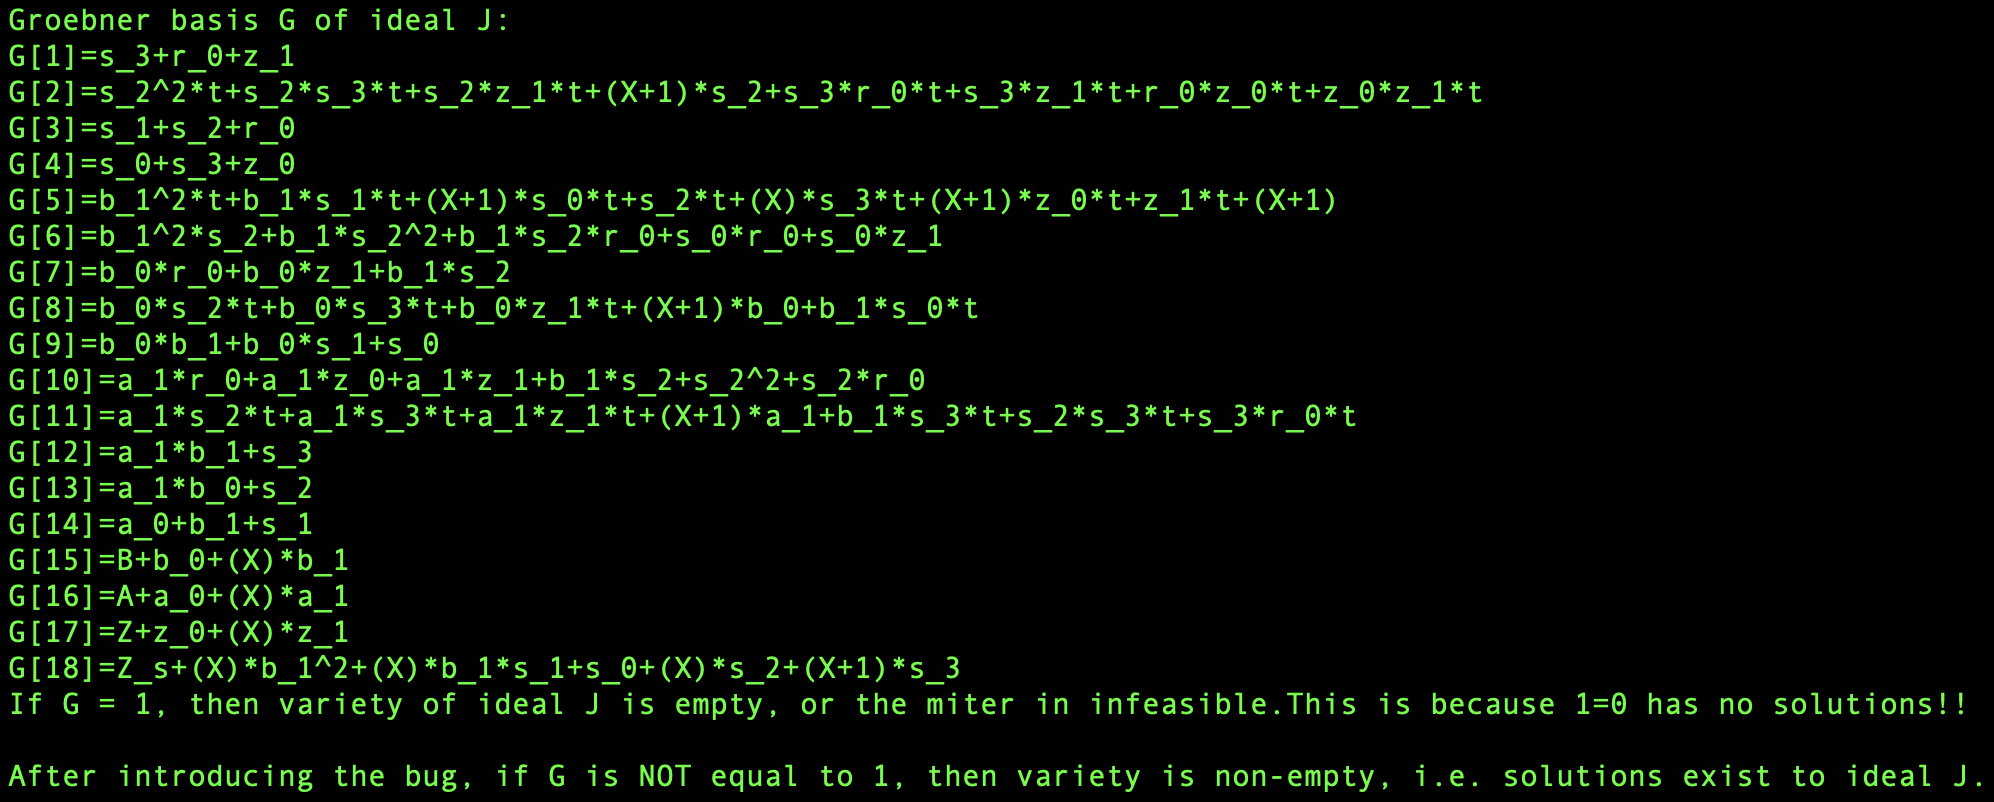 Groebner basis G of ideal J:
G[1]=s_3+r_0+z_1
G[2]=s_2^2*t+s_2*s_3*t+s_2*z_1*t+(X+1)*s_2+s_3*r_0*t+s_3*z_1*t+r_0*z_0*t+z_0*z_1*t
G[3]=s_1+s_2+r_0
G[4]=s_0+s_3+z_0
G[5]=b_1^2*t+b_1*s_1*t+(X+1)*s_0*t+s_2*t+(X)*s_3*t+(X+1)*z_0*t+z_1*t+(X+1)
G[6]=b_1^2*s_2+b_1*s_2^2+b_1*s_2*r_0+s_0*r_0+s_0*z_1
G[7]=b_0*r_0+b_0*z_1+b_1*s_2
G[8]=b_0*s_2*t+b_0*s_3*t+b_0*z_1*t+(X+1)*b_0+b_1*s_0*t
G[9]=b_0*b_1+b_0*s_1+s_0
G[10]=a_1*r_0+a_1*z_0+a_1*z_1+b_1*s_2+s_2^2+s_2*r_0
G[11]=a_1*s_2*t+a_1*s_3*t+a_1*z_1*t+(X+1)*a_1+b_1*s_3*t+s_2*s_3*t+s_3*r_0*t
G[12]=a_1*b_1+s_3
G[13]=a_1*b_0+s_2
G[14]=a_0+b_1+s_1
G[15]=B+b_0+(X)*b_1
G[16]=A+a_0+(X)*a_1
G[17]=Z+z_0+(X)*z_1
G[18]=Z_s+(X)*b_1^2+(X)*b_1*s_1+s_0+(X)*s_2+(X+1)*s_3
If G = 1, then variety of ideal J is empty, or the miter in infeasible.This is because 1=0 has no solutions!!
After introducing the bug, if G is NOT equal to 1, then variety is non-empty, i.e. solutions exist to ideal J.